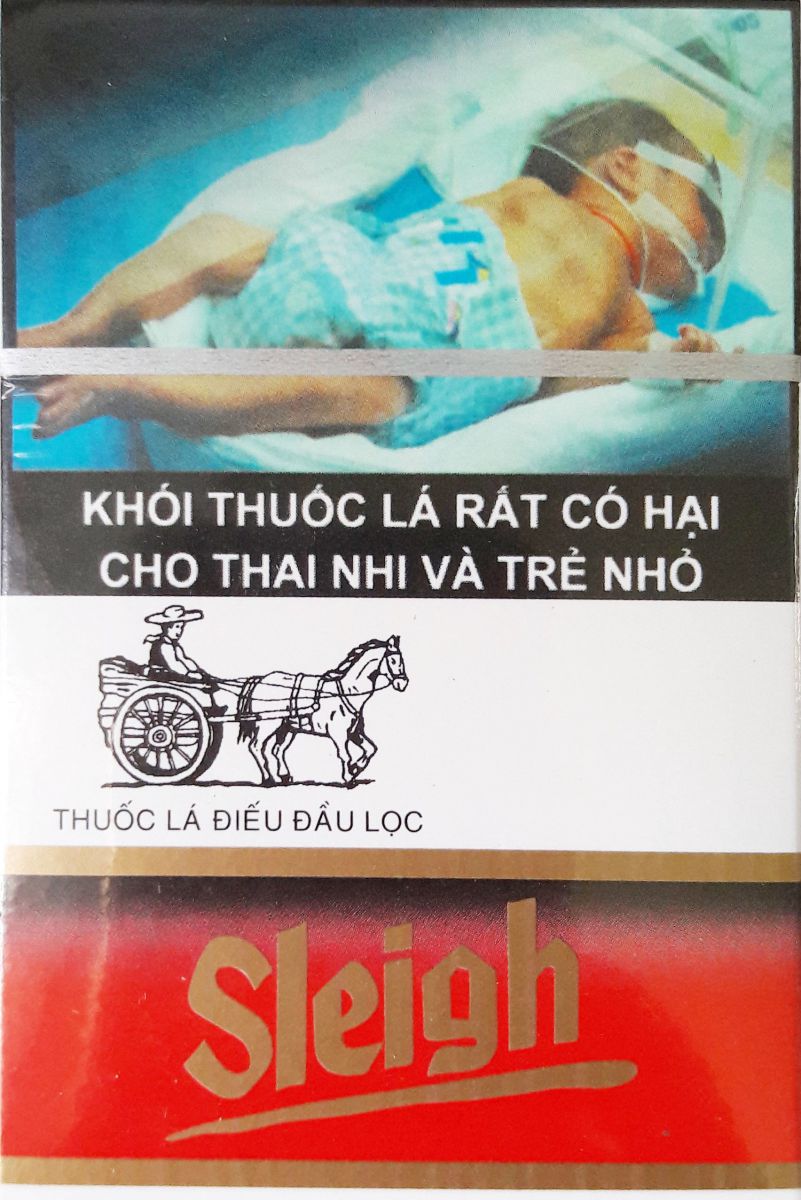 KHÓI THUỐC LÁ RẤT CÓ HẠI
CHO THAI NHI VÀ TRẺ NHỎ
THUỐC LÁ ĐIẾU ĐẦU LỌC
Sleigh